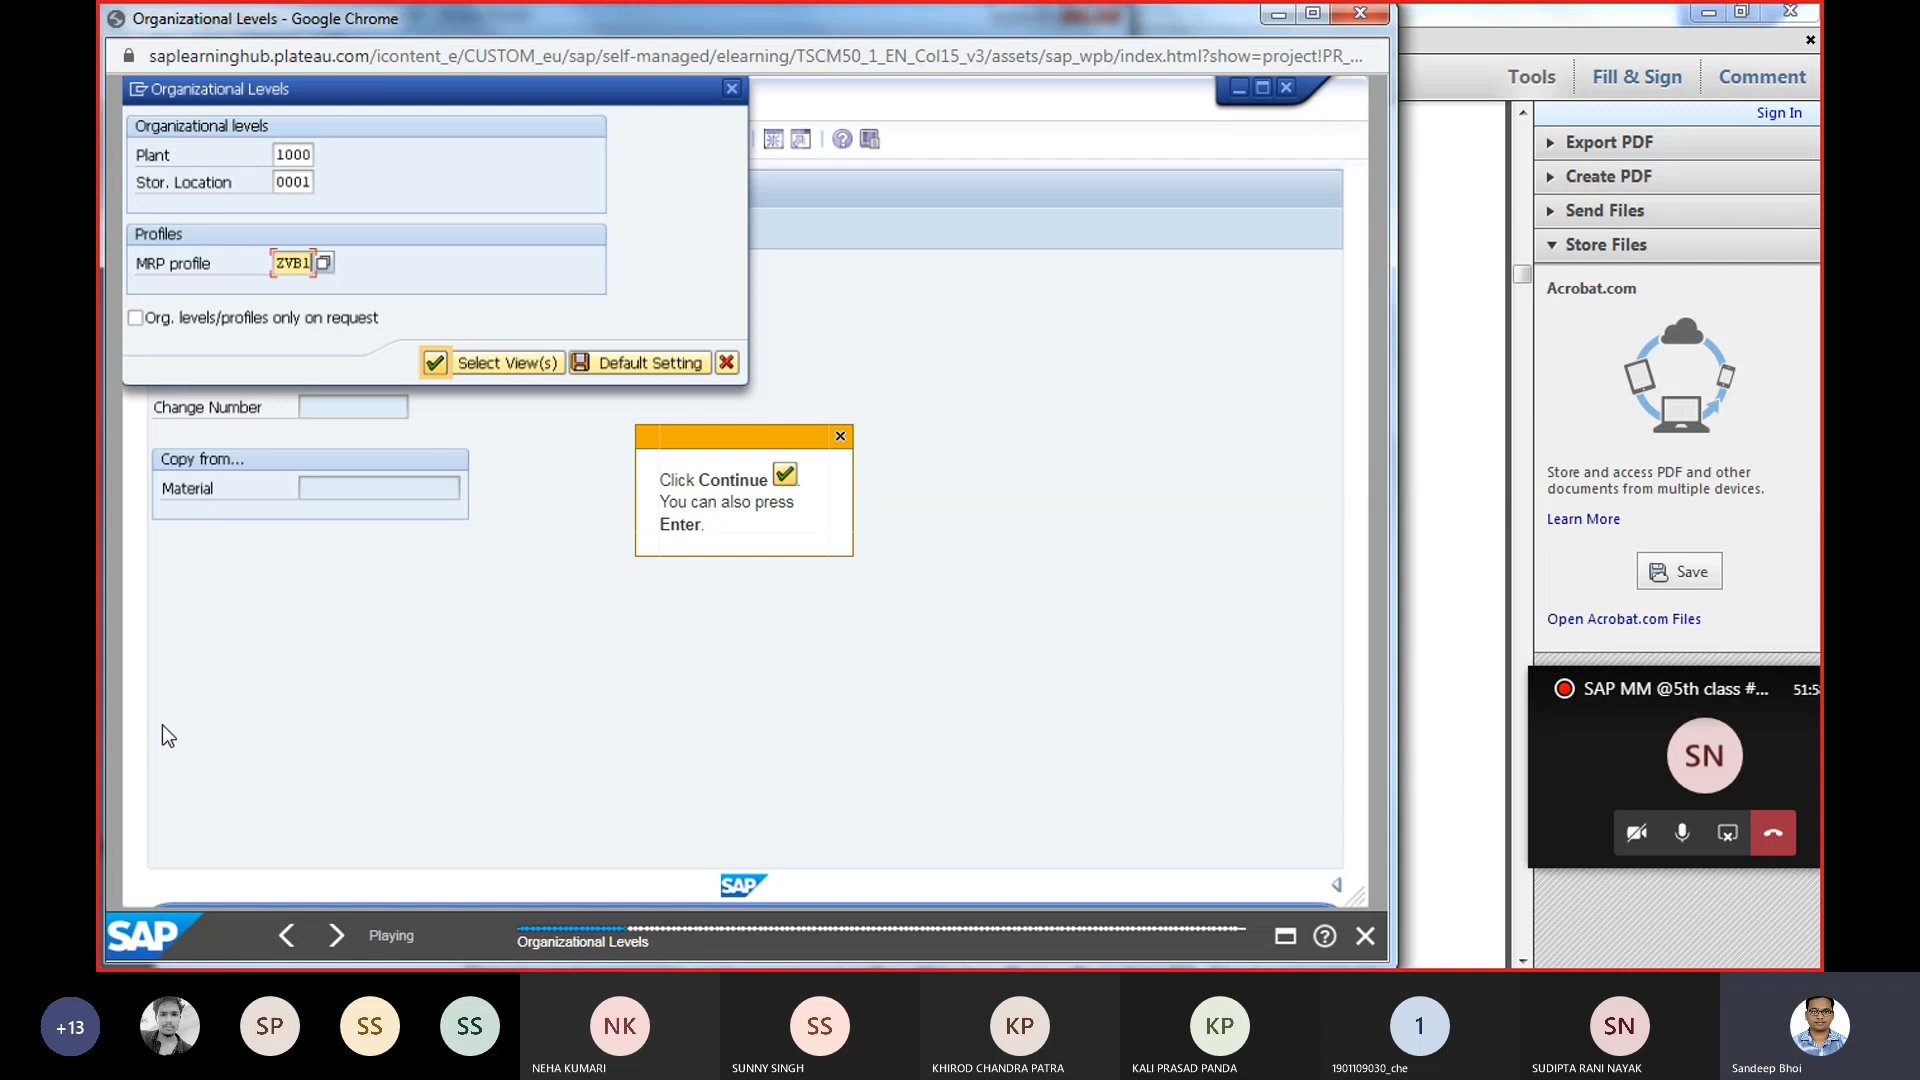 Organizational Levels - Google Chrome
saplearninghub.plateau.com/icontent_e/CUSTOM_eu/sap/self-managed/elearning/TSCM50_1_EN_Col15_v3/assets/sap_wpb/index.html?show=project!PR_...
Organizational Levels
Organizational levels
Plant 1000
Stor. Location 0001
Profiles
MRP profile ZVB1
Org. levels/profiles only on request
Select View(s) Default Setting
Change Number
Copy from...
Material
Click Continue .
You can also press
Enter.
SAP
SAP
Playing
Organizational Levels
Tools Fill & Sign Comment
Sign In
Export PDF
Create PDF
Send Files
Store Files
Acrobat.com
Store and access PDF and other
documents from multiple devices.
Learn More
Save
Open Acrobat.com Files
SAP MM @5th class #...
SN
+13
SP
SS
SS
NK
NEHA KUMARI
SS
SUNNY SINGH
KP
KHIROD CHANDRA PATRA
KP
KALI PRASAD PANDA
1
1901109030_che
SN
SUDIPTA RANI NAYAK
Sandeep Bhoi